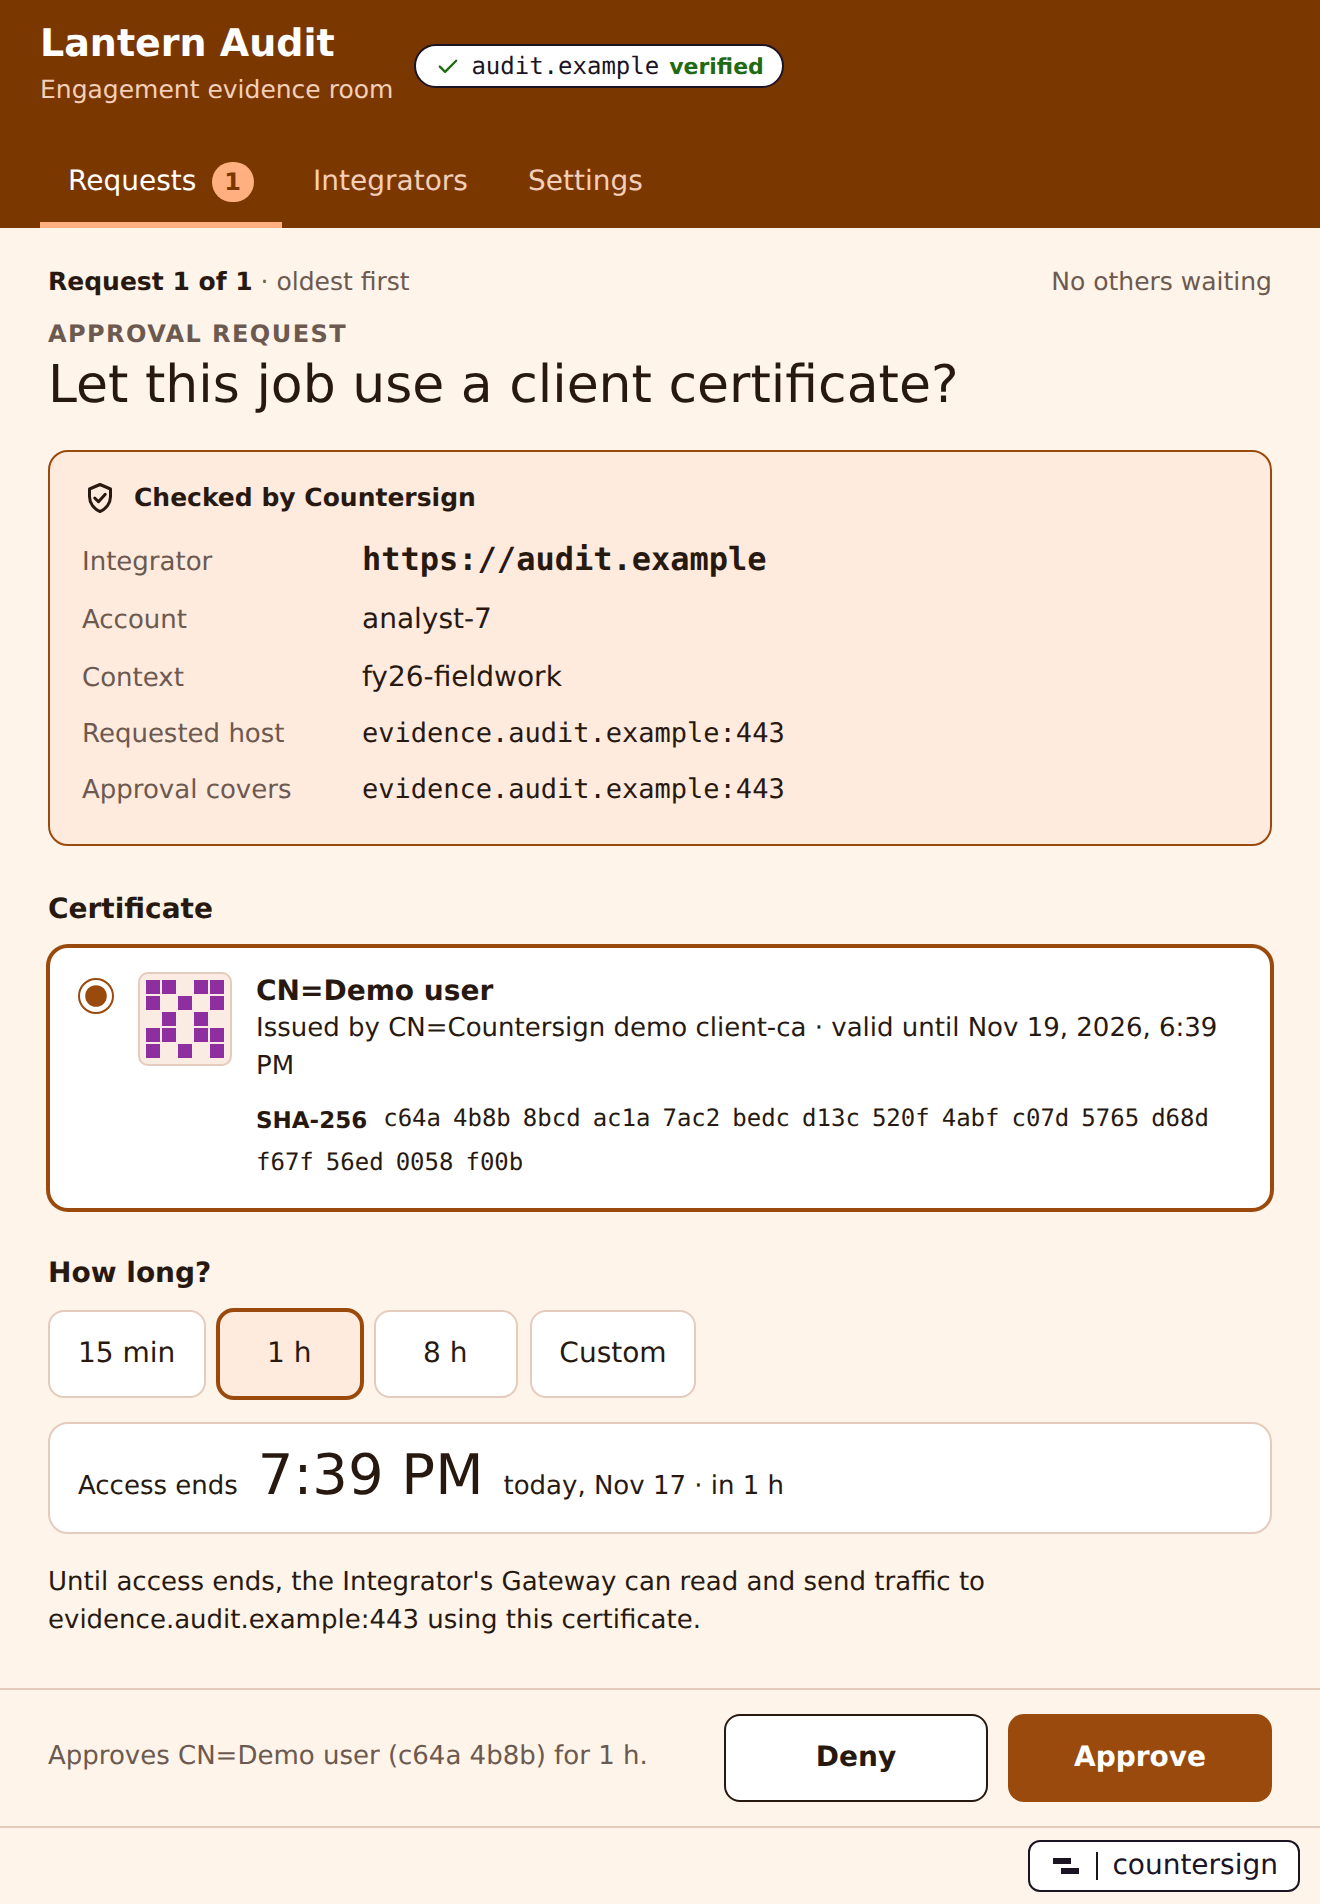 Lantern Audit
Engagement evidence room
audit.example verified
Requests 1
Integrators
Settings
Request 1 of 1 · oldest first
No others waiting
APPROVAL REQUEST
Let this job use a client certificate?
Checked by Countersign
Integrator https://audit.example
Account analyst-7
Context fy26-fieldwork
Requested host evidence.audit.example:443
Approval covers evidence.audit.example:443
Certificate
CN=Demo user
Issued by CN=Countersign demo client-ca · valid until Nov 19, 2026, 6:39
PM
SHA-256 c64a 4b8b 8bcd ac1a 7ac2 bedc d13c 520f 4abf c07d 5765 d68d
f67f 56ed 0058 f00b
How long?
15 min
1 h
8 h
Custom
Access ends 7:39 PM today, Nov 17 · in 1 h
Until access ends, the Integrator's Gateway can read and send traffic to
evidence.audit.example:443 using this certificate.
Approves CN=Demo user (c64a 4b8b) for 1 h.
Deny
Approve
countersign